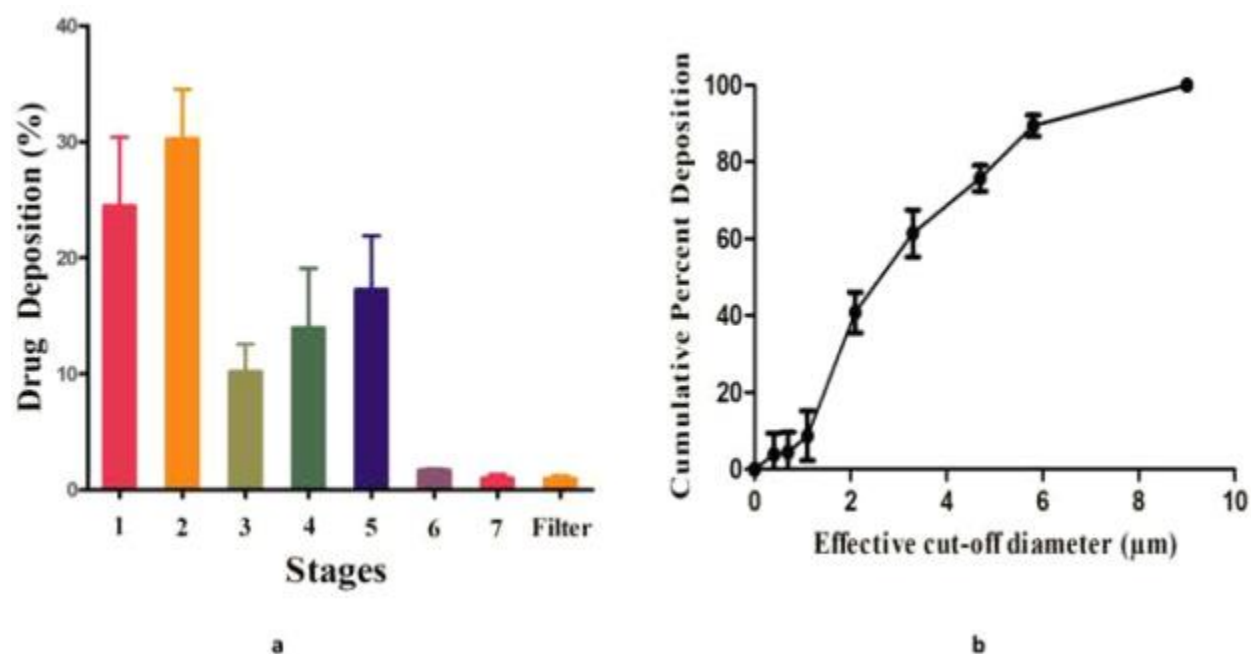 Drug Deposition (%)
40
30
20
10
0
1 2 3 4 5 6 7 Filter
Stages
a
Cumulative Percent Deposition
100
80
60
40
20
0
0 2 4 6 8 10
Effective cut-off diameter (µm)
b